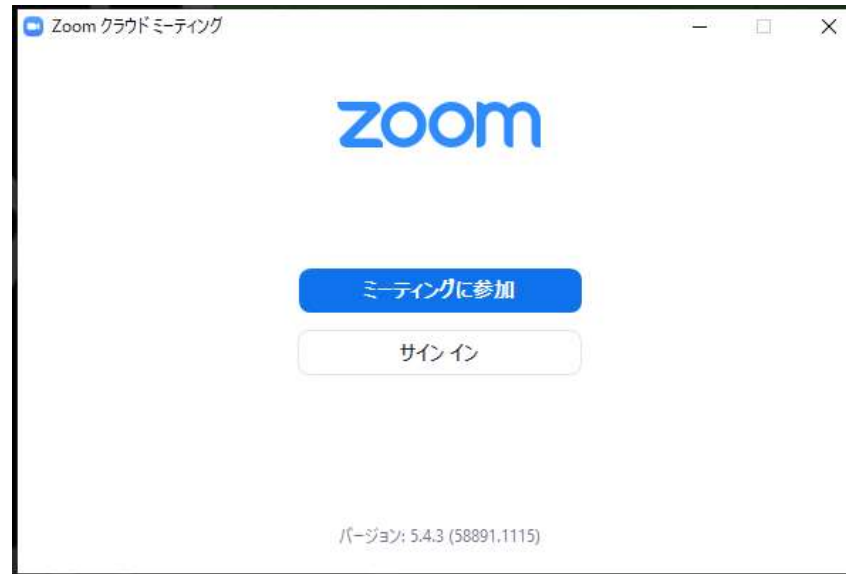 Zoom クラウド ミーティング
zoom
ミーティングに参加
サイン イン
バージョン: 5.4.3 (58891.1115)